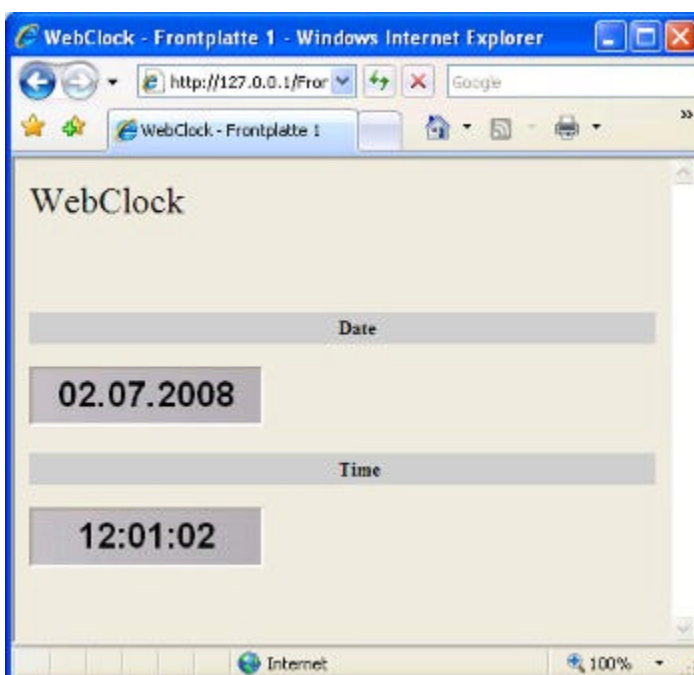 WebClock - Frontplatte 1 - Windows Internet Explorer
http://127.0.0.1/Fror
Google
WebClock - Frontplatte 1
»
WebClock
Date
02.07.2008
Time
12:01:02
Internet
100%